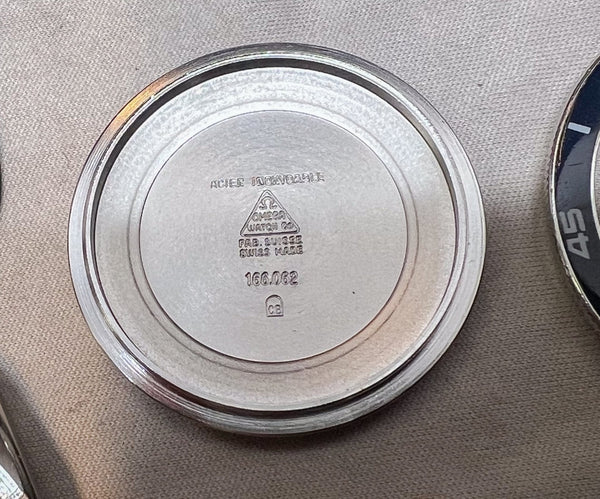 ACIER INOXYDABLE
Ω
OMEGA
WATCH Co
FAB. SUISSE
SWISS MADE
166.062
CB
45